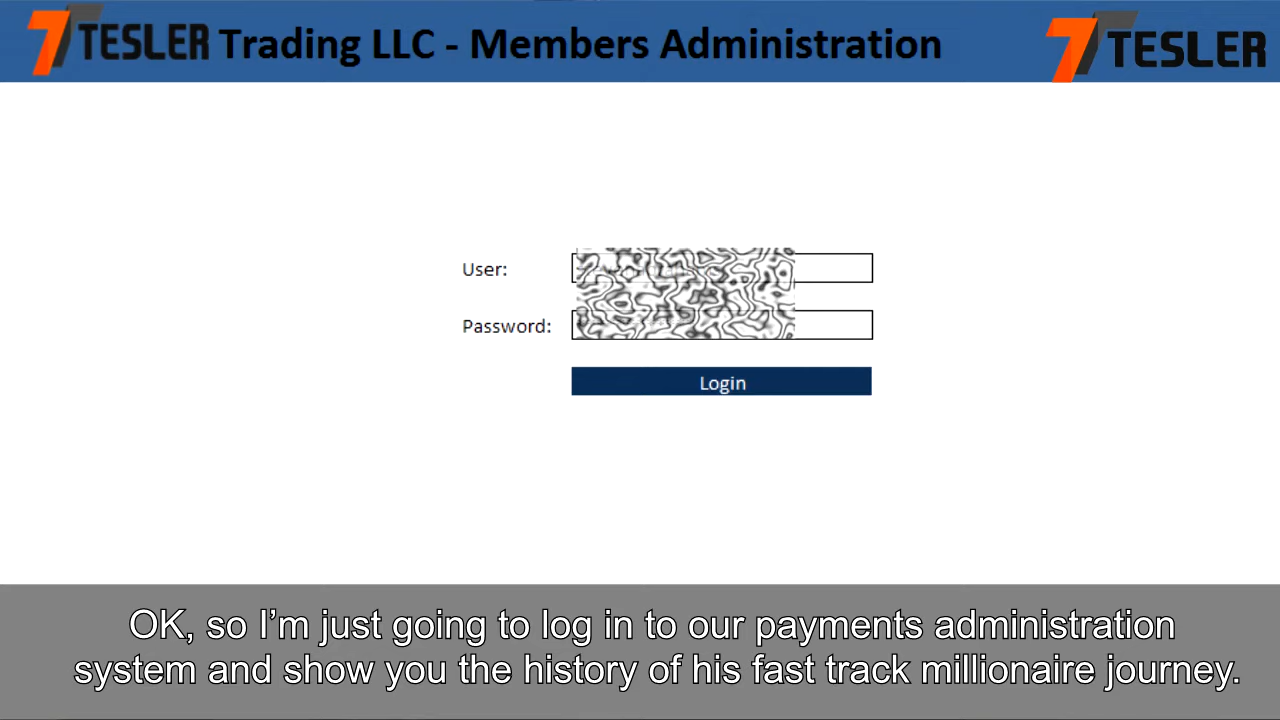 TESLER Trading LLC - Members Administration TESLER
User:
Password:
Login
OK, so I’m just going to log in to our payments administration
system and show you the history of his fast track millionaire journey.